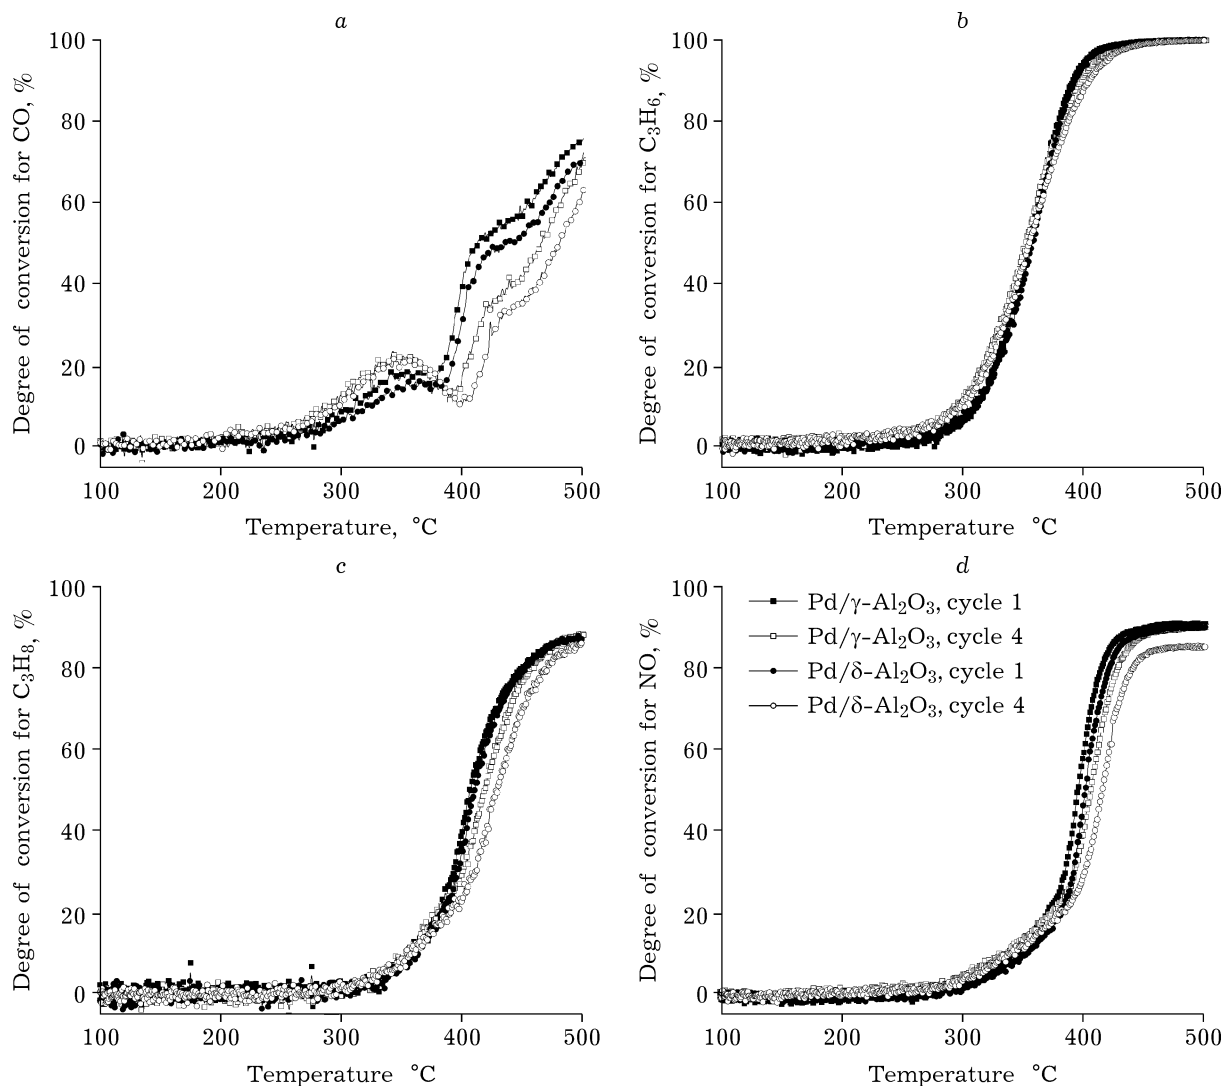 a
Degree of conversion for CO, %
100
80
60
40
20
0
100 200 300 400 500
Temperature, °C
b
Degree of conversion for C₃H₆, %
100
80
60
40
20
0
100 200 300 400 500
Temperature °C
c
Degree of conversion for C₃H₈, %
100
80
60
40
20
0
100 200 300 400 500
Temperature °C
d
Degree of conversion for NO, %
100
80
60
40
20
0
Pd/γ-Al₂O₃, cycle 1
Pd/γ-Al₂O₃, cycle 4
Pd/δ-Al₂O₃, cycle 1
Pd/δ-Al₂O₃, cycle 4
100 200 300 400 500
Temperature °C